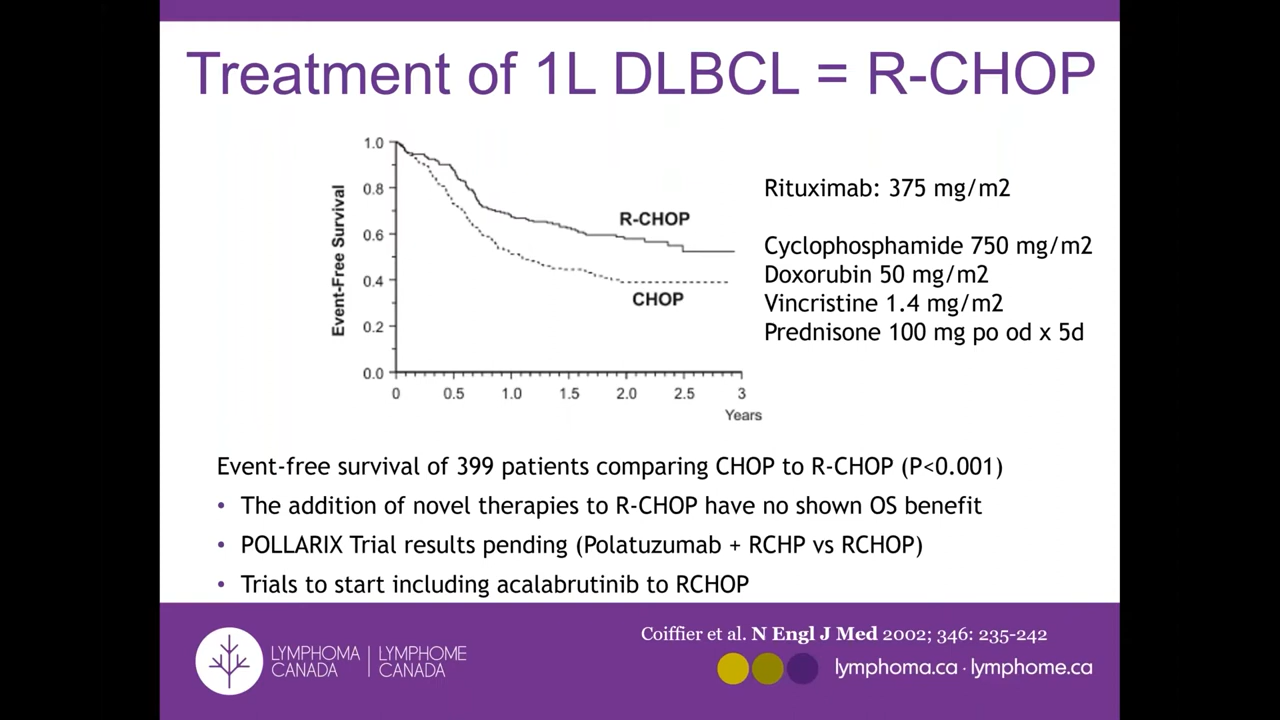 Treatment of 1L DLBCL = R-CHOP
Event-Free Survival
1.0
0.8
0.6
0.4
0.2
0.0
R-CHOP
CHOP
0 0.5 1.0 1.5 2.0 2.5 3
Years
Rituximab: 375 mg/m2
Cyclophosphamide 750 mg/m2
Doxorubin 50 mg/m2
Vincristine 1.4 mg/m2
Prednisone 100 mg po od x 5d
Event-free survival of 399 patients comparing CHOP to R-CHOP (P<0.001)
• The addition of novel therapies to R-CHOP have no shown OS benefit
• POLLARIX Trial results pending (Polatuzumab + RCHP vs RCHOP)
• Trials to start including acalabrutinib to RCHOP
Coiffier et al. N Engl J Med 2002; 346: 235-242
LYMPHOMA CANADA | LYMPHOME CANADA
lymphoma.ca · lymphome.ca